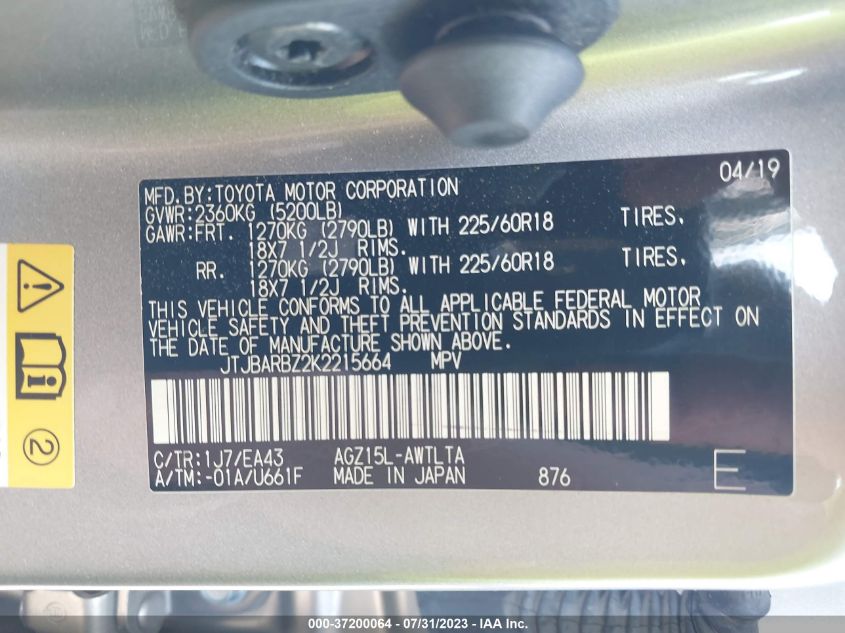 MFD.BY:TOYOTA MOTOR CORPORATION 04/19
GVWR:2360KG (5200LB)
GAWR:FRT. 1270KG (2790LB) WITH 225/60R18 TIRES.
18X7 1/2J RIMS.
RR. 1270KG (2790LB) WITH 225/60R18 TIRES.
18X7 1/2J RIMS.
THIS VEHICLE CONFORMS TO ALL APPLICABLE FEDERAL MOTOR
VEHICLE SAFETY AND THEFT PREVENTION STANDARDS IN EFFECT ON
THE DATE OF MANUFACTURE SHOWN ABOVE.
JTJBARBZ2K2215664 MPV
C/TR:1J7/EA43 AGZ15L-AWTLTA
A/TM:-01A/U661F MADE IN JAPAN 876 E
2
000-37200064 - 07/31/2023 - IAA Inc.